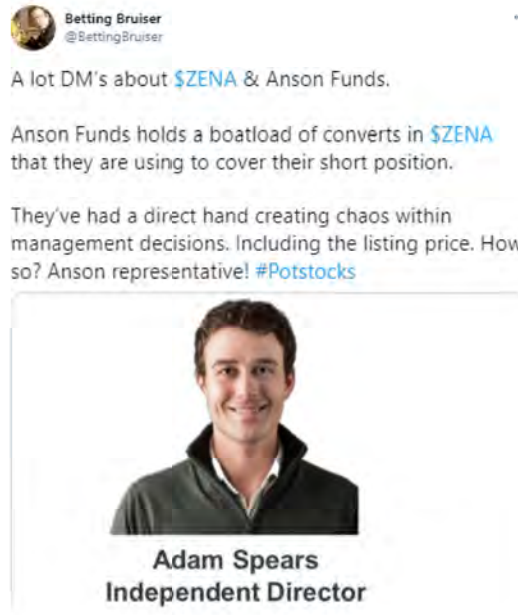 Betting Bruiser
@BettingBruiser
A lot DM's about $ZENA & Anson Funds.
Anson Funds holds a boatload of converts in $ZENA
that they are using to cover their short position.
They've had a direct hand creating chaos within
management decisions. Including the listing price. How
so? Anson representative! #Potstocks
Adam Spears
Independent Director